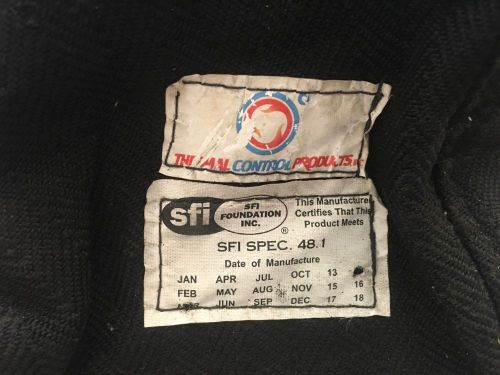 THERMAL CONTROL PRODUCTS INC
sfi
SFI
FOUNDATION
INC.
®
This Manufacturer
Certifies That This
Product Meets
SFI SPEC. 48.1
Date of Manufacture
JAN APR JUL OCT 13
FEB MAY AUG NOV 15 16
JUN SEP DEC 17 18